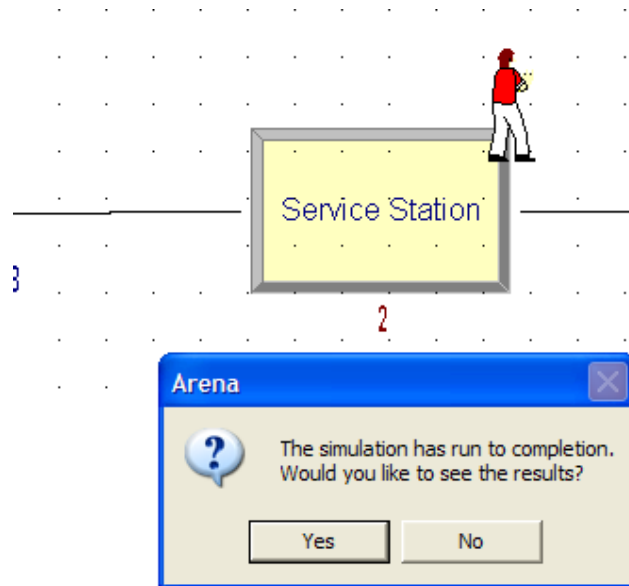 Service Station
3
2
Arena
The simulation has run to completion.
Would you like to see the results?
Yes
No